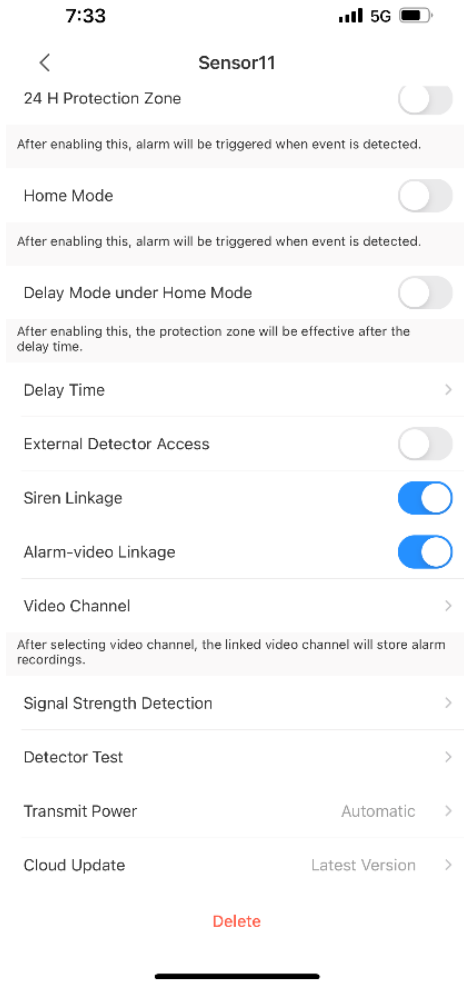 7:33
5G
Sensor11
24 H Protection Zone
After enabling this, alarm will be triggered when event is detected.
Home Mode
After enabling this, alarm will be triggered when event is detected.
Delay Mode under Home Mode
After enabling this, the protection zone will be effective after the
delay time.
Delay Time
External Detector Access
Siren Linkage
Alarm-video Linkage
Video Channel
After selecting video channel, the linked video channel will store alarm
recordings.
Signal Strength Detection
Detector Test
Transmit Power Automatic
Cloud Update Latest Version
Delete